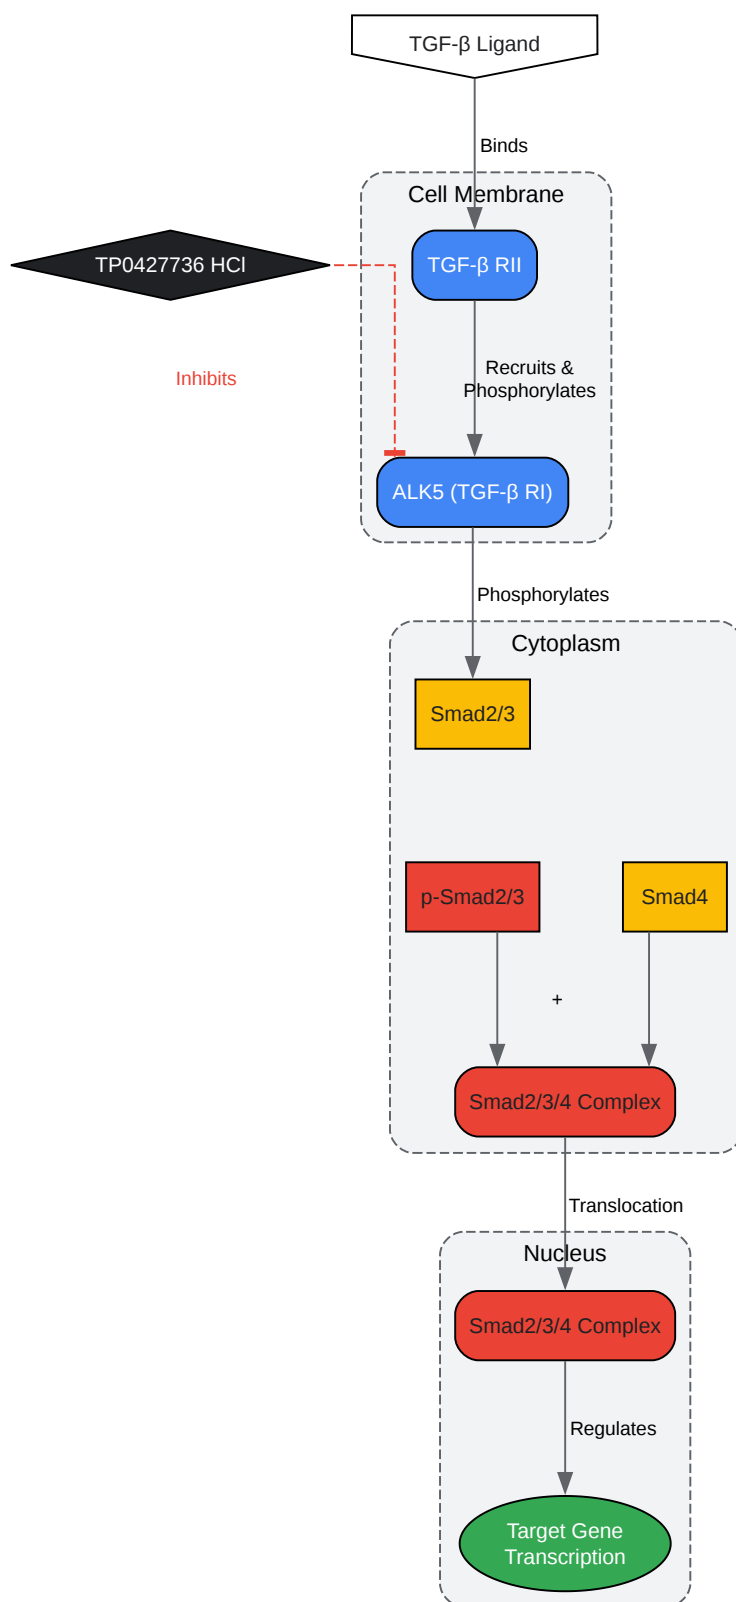 TGF-β Ligand
Binds
Cell Membrane
TP0427736 HCl
TGF-β RII
Inhibits
Recruits &
Phosphorylates
ALK5 (TGF-β RI)
Phosphorylates
Cytoplasm
Smad2/3
p-Smad2/3
Smad4
+
Smad2/3/4 Complex
Translocation
Nucleus
Smad2/3/4 Complex
Regulates
Target Gene
Transcription